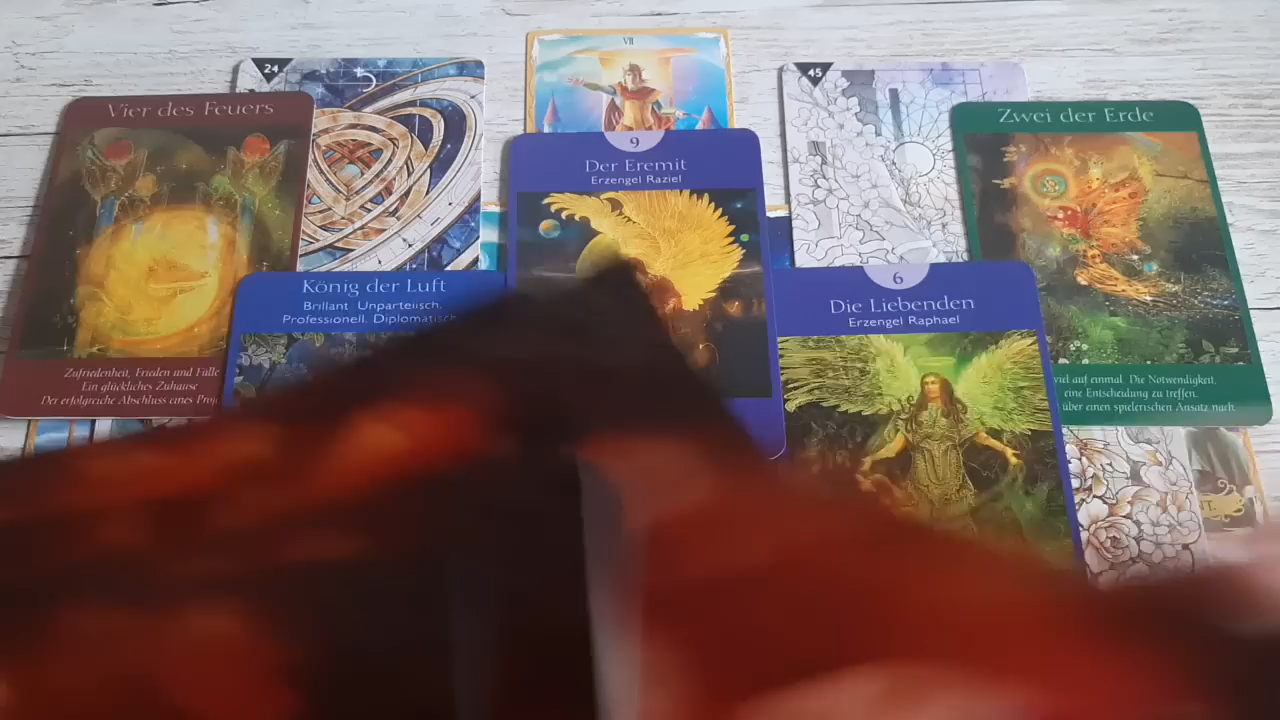 24
VII
45
Vier des Feuers
Zwei der Erde
9
Der Eremit
Erzengel Raziel
König der Luft
Brillant. Unparteiisch.
Professionell. Diplomatisch
6
Die Liebenden
Erzengel Raphael
Zufriedenheit, Frieden und Fülle
Ein glückliches Zuhause
Der erfolgreiche Abschluss eines
viel auf einmal. Die Notwendigkeit,
eine Entscheidung zu treffen.
über einen spielerischen Ansatz nach.